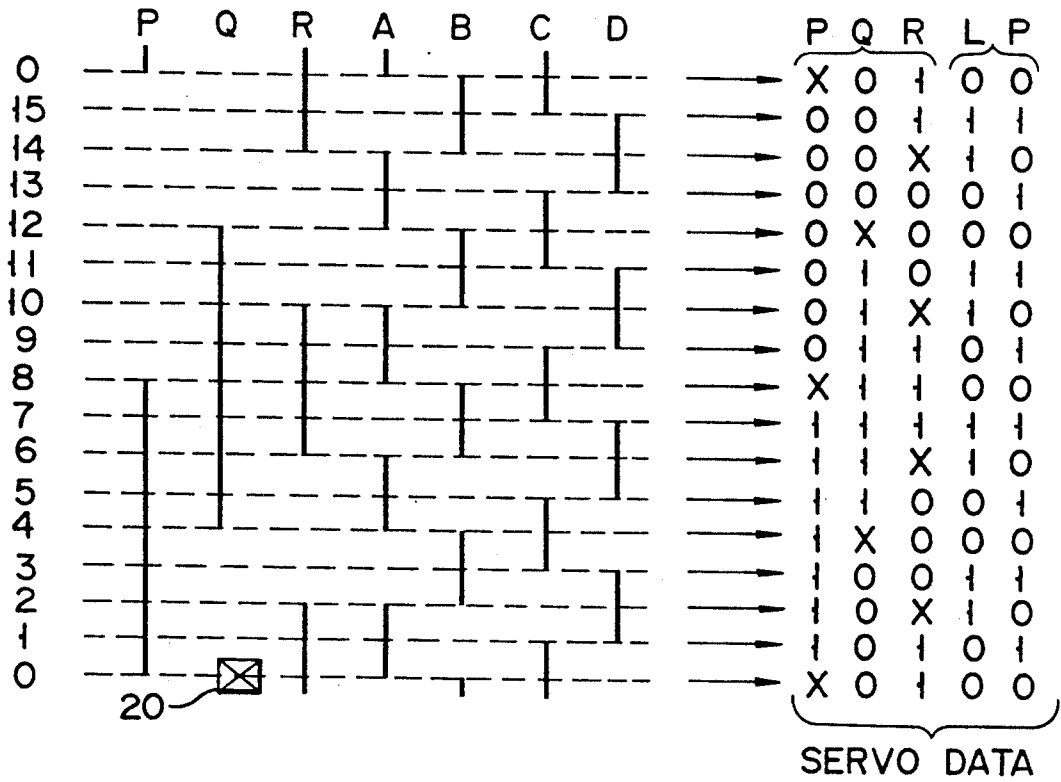 P Q R A B C D P Q R L P
0 X 0 1 0 0
15 0 0 1 1 1
14 0 0 X 1 0
13 0 0 0 0 1
12 0 X 0 0 0
11 0 1 0 1 1
10 0 1 X 1 0
9 0 1 1 0 1
8 X 1 1 0 0
7 1 1 1 1 1
6 1 1 X 1 0
5 1 1 0 0 1
4 1 X 0 0 0
3 1 0 0 1 1
2 1 0 X 1 0
1 1 0 1 0 1
0 X 0 1 0 0
20
SERVO DATA